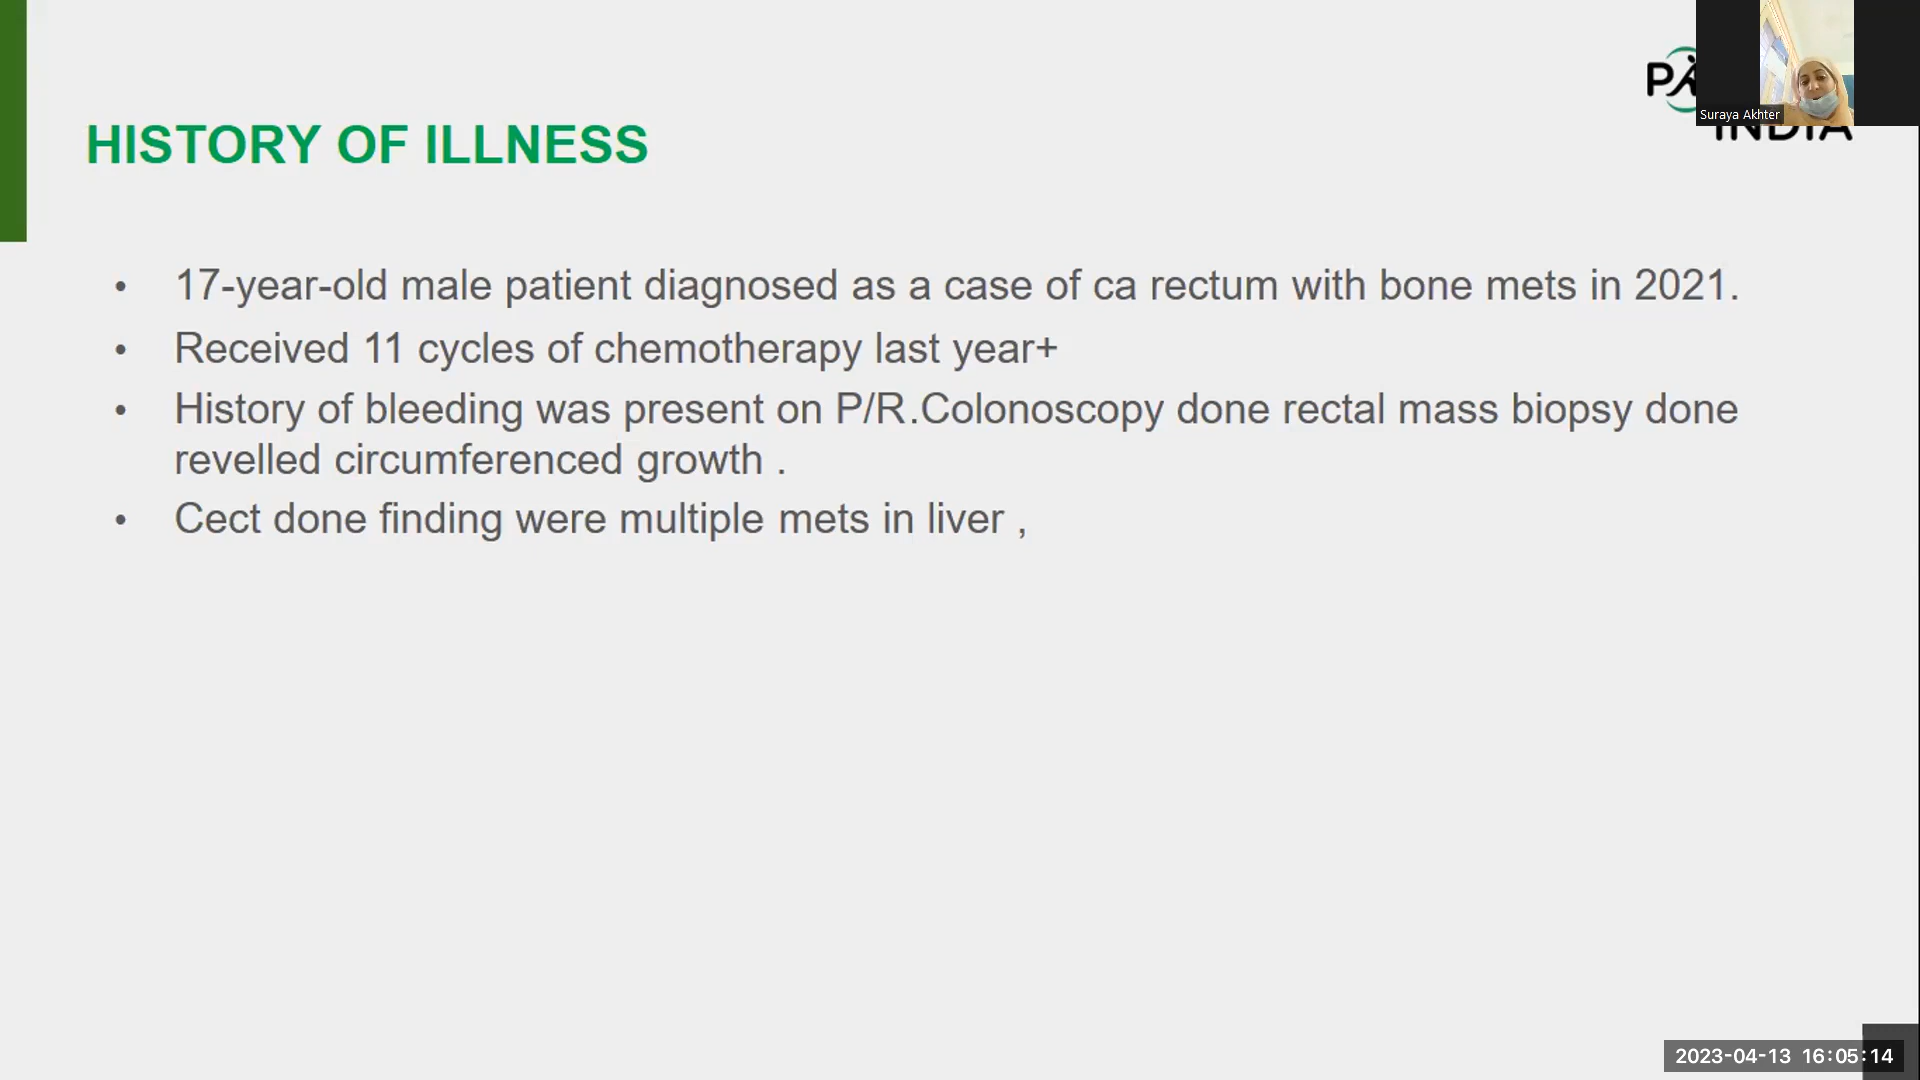 HISTORY OF ILLNESS
Suraya Akhter
INDIA
• 17-year-old male patient diagnosed as a case of ca rectum with bone mets in 2021.
• Received 11 cycles of chemotherapy last year+
• History of bleeding was present on P/R.Colonoscopy done rectal mass biopsy done
revelled circumferenced growth .
• Cect done finding were multiple mets in liver ,
2023-04-13 16:05:14